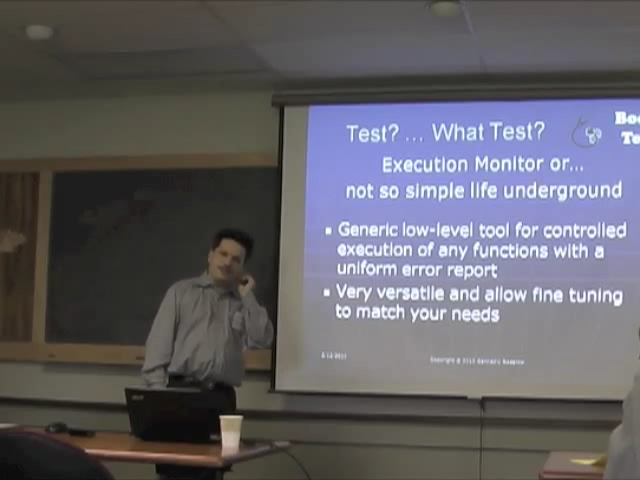 Test? ... What Test?
Execution Monitor or...
not so simple life underground
Generic low-level tool for controlled
execution of any functions with a
uniform error report
Very versatile and allow fine tuning
to match your needs
Copyright ©